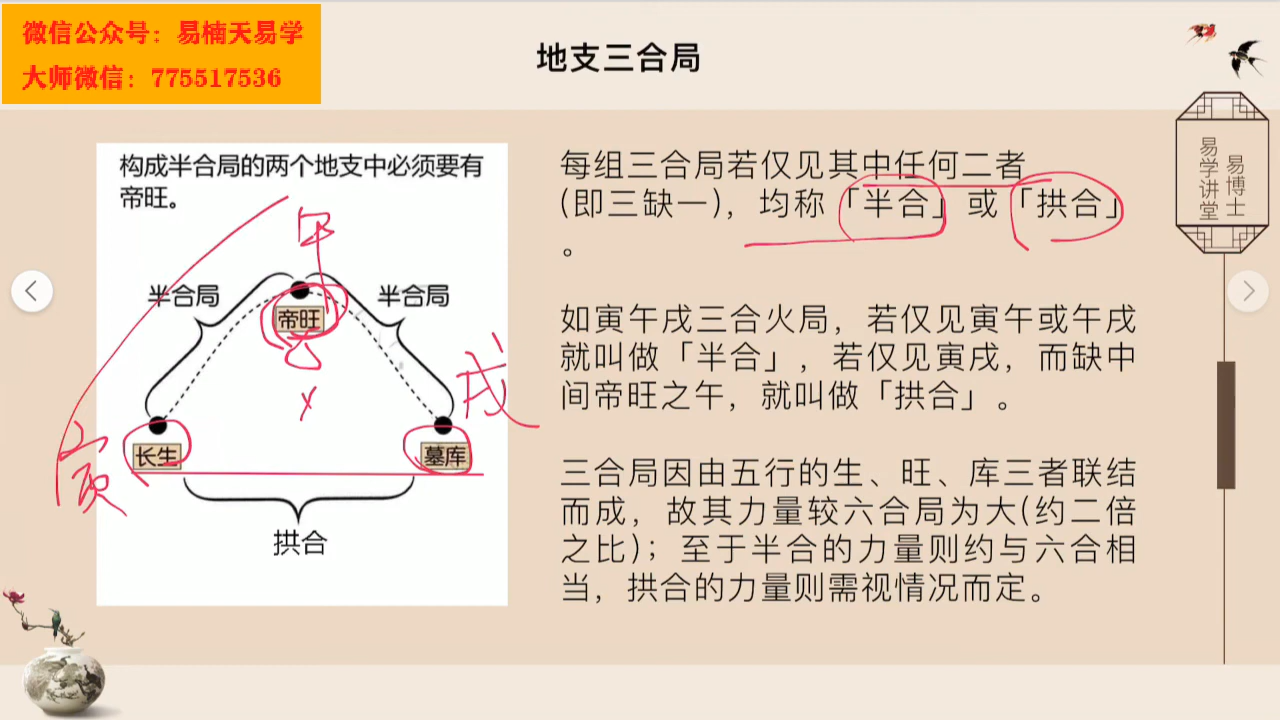 微信公众号：易楠天易学
大师微信：775517536
地支三合局
易博士
易学讲堂
构成半合局的两个地支中必须要有
帝旺。
午
半合局
半合局
帝旺
戌
寅
长生
墓库
拱合
每组三合局若仅见其中任何二者
(即三缺一)，均称「半合」或「拱合」
。
如寅午戌三合火局，若仅见寅午或午戌
就叫做「半合」，若仅见寅戌，而缺中
间帝旺之午，就叫做「拱合」。
三合局因由五行的生、旺、库三者联结
而成，故其力量较六合局为大(约二倍
之比)；至于半合的力量则约与六合相
当，拱合的力量则需视情况而定。